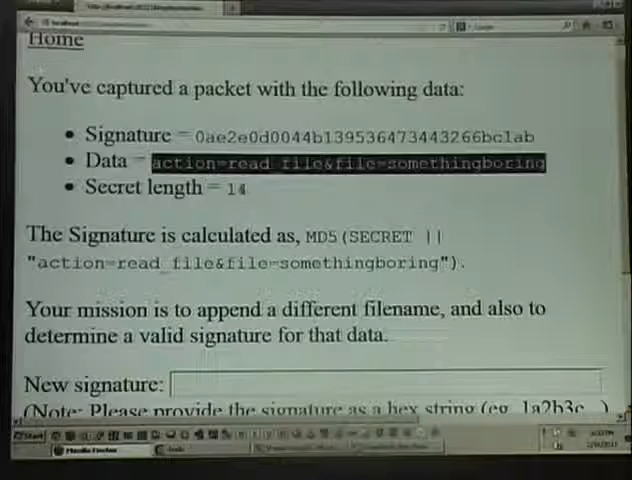 Home
You've captured a packet with the following data:
• Signature = 0ae2e0d0044b139536473443266bc1ab
• Data = action=read_file&file=somethingboring
• Secret length = 14
The Signature is calculated as, MD5(SECRET ||
"action=read_file&file=somethingboring").
Your mission is to append a different filename, and also to
determine a valid signature for that data.
New signature:
(Note: Please provide the signature as a hex string (eg. 1a2b3c...)
Start
Mozilla Firefox